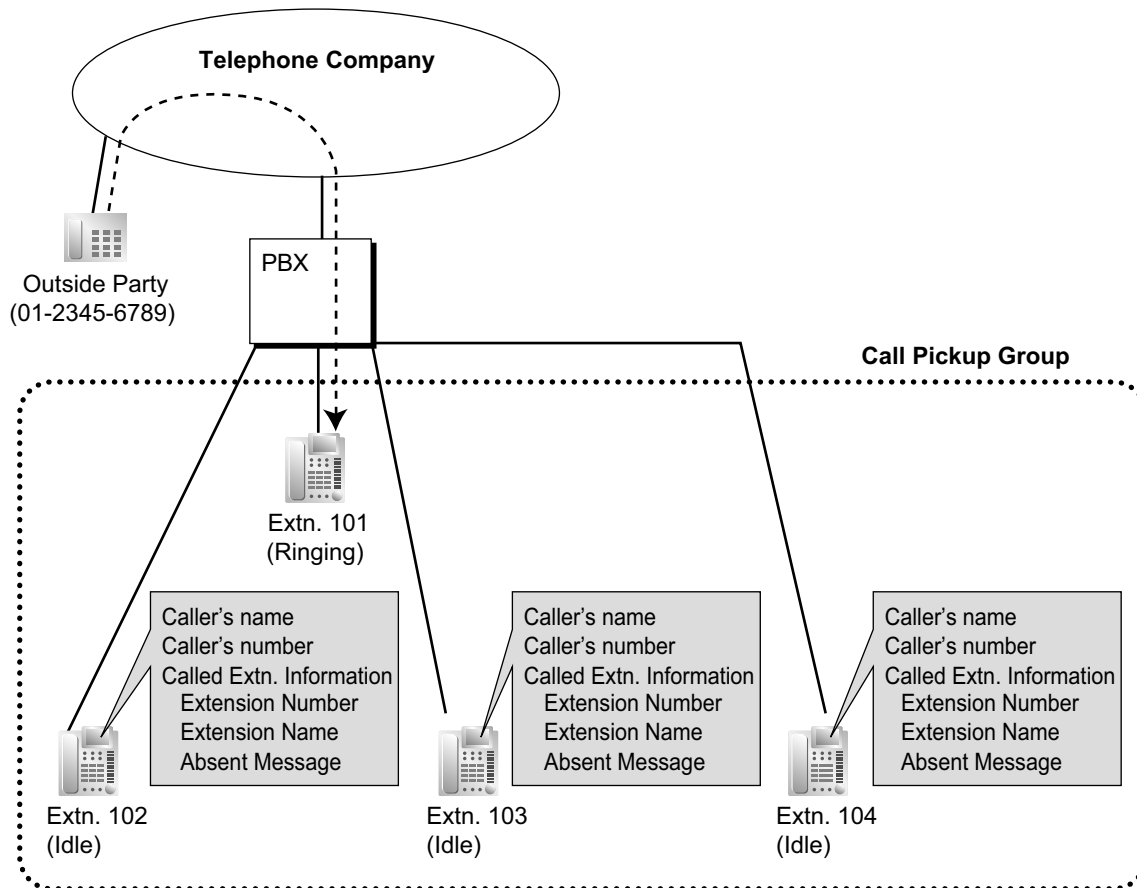 Telephone Company
PBX
Outside Party
(01-2345-6789)
Call Pickup Group
Extn. 101
(Ringing)
Caller’s name
Caller’s number
Called Extn. Information
Extension Number
Extension Name
Absent Message
Extn. 102
(Idle)
Caller’s name
Caller’s number
Called Extn. Information
Extension Number
Extension Name
Absent Message
Extn. 103
(Idle)
Caller’s name
Caller’s number
Called Extn. Information
Extension Number
Extension Name
Absent Message
Extn. 104
(Idle)